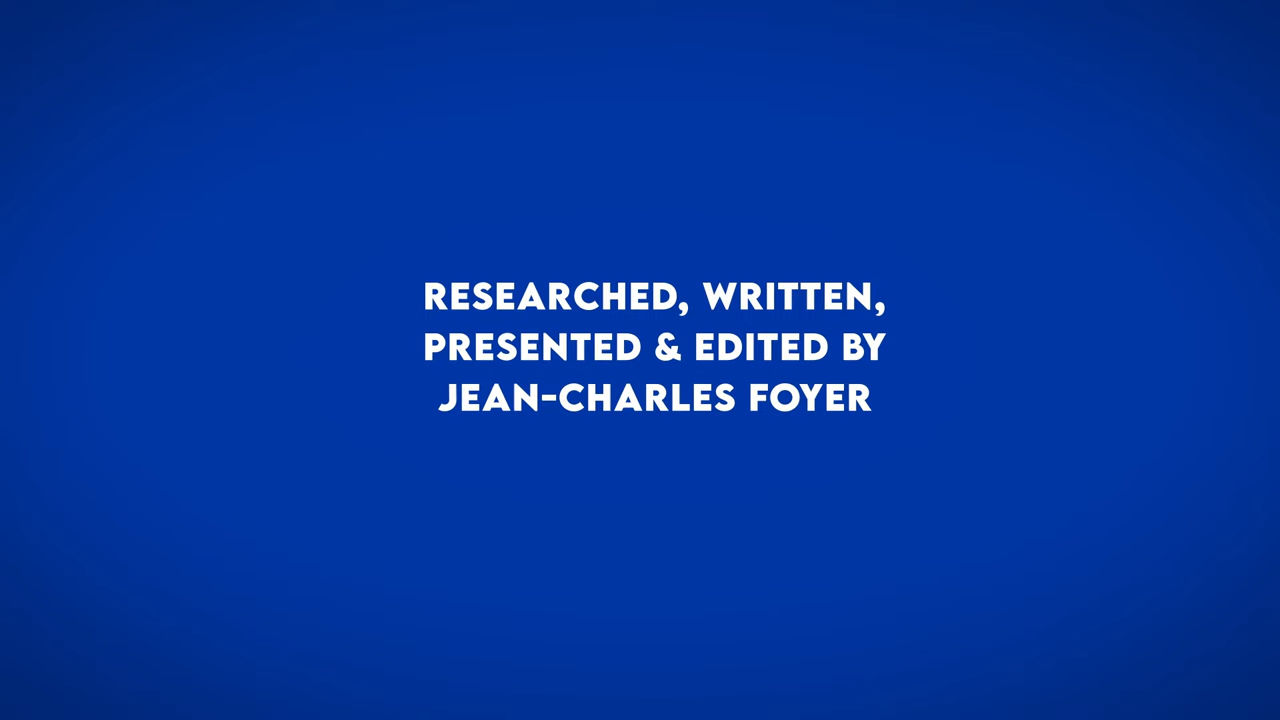 RESEARCHED, WRITTEN,
PRESENTED & EDITED BY
JEAN-CHARLES FOYER